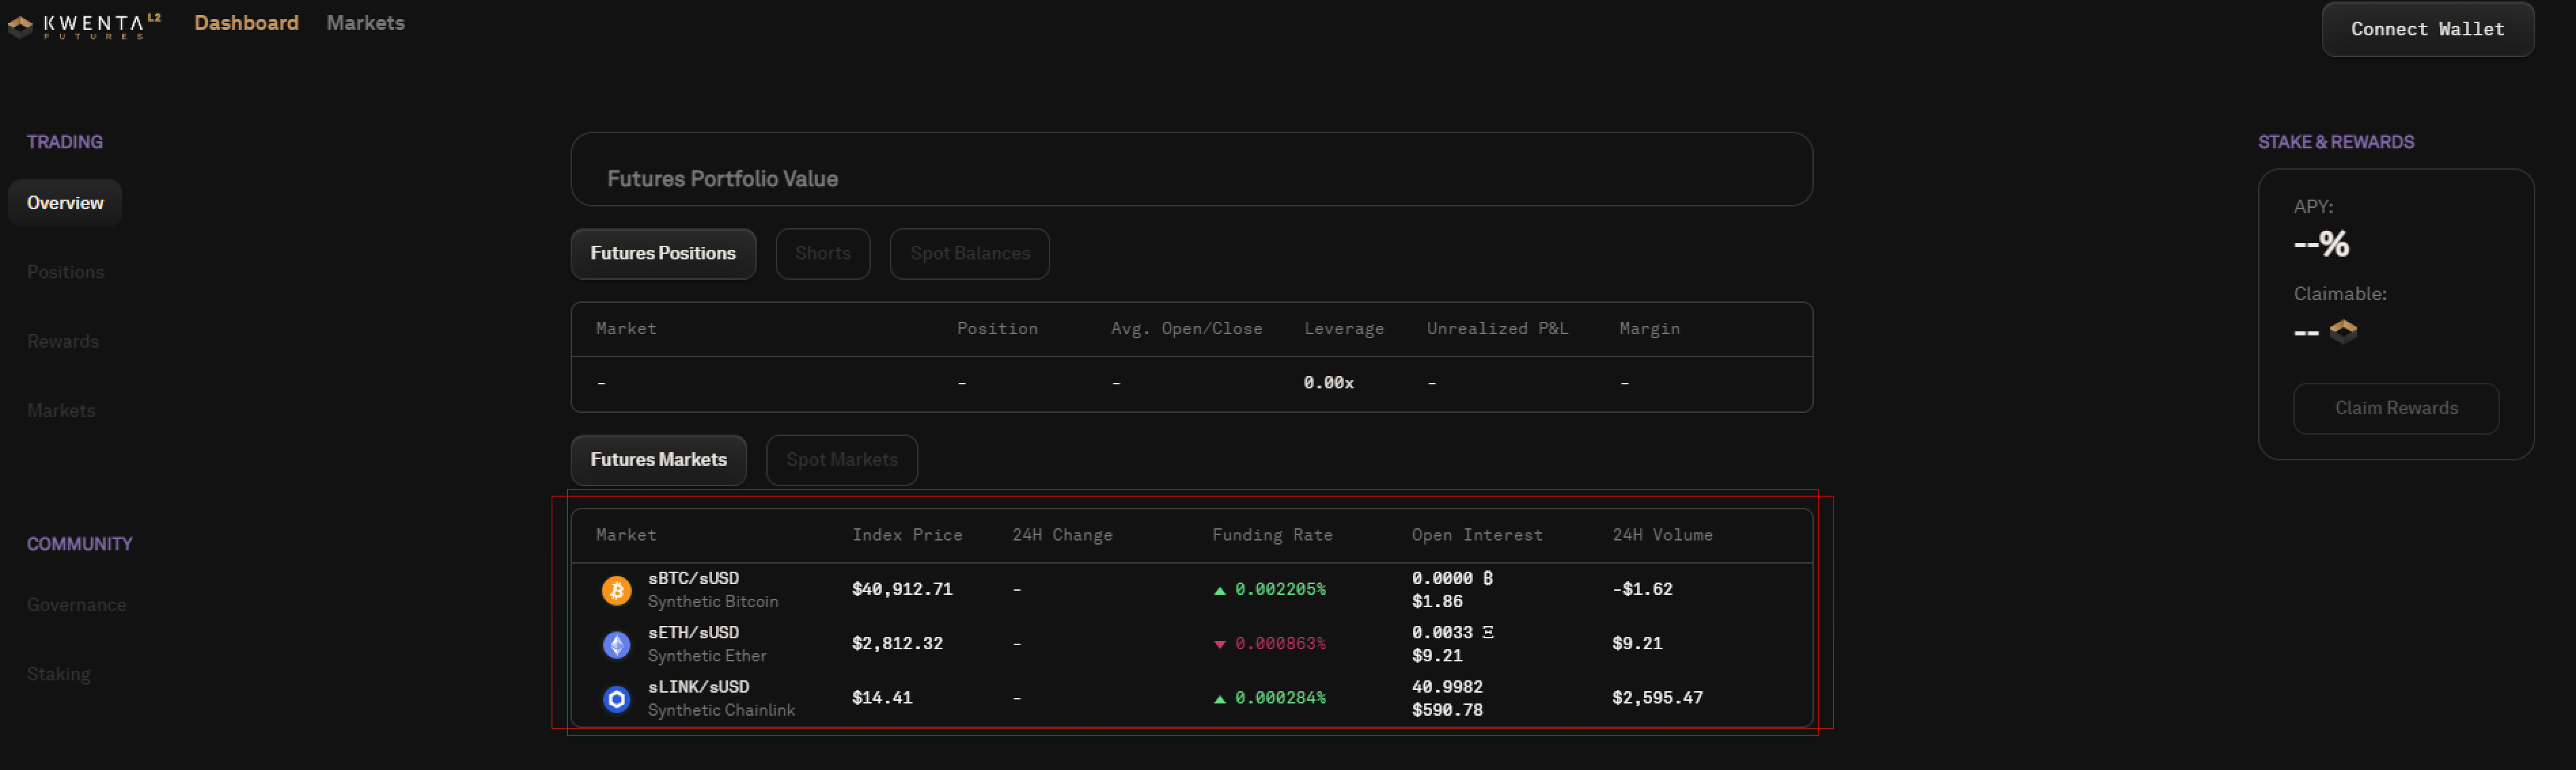 KWENTA L2 Dashboard Markets Connect Wallet
FUTURES
TRADING
Overview
Positions
Rewards
Markets
COMMUNITY
Governance
Staking
Futures Portfolio Value
Futures Positions Shorts Spot Balances
Market Position Avg. Open/Close Leverage Unrealized P&L Margin
- - - 0.00x - -
Futures Markets Spot Markets
Market Index Price 24H Change Funding Rate Open Interest 24H Volume
sBTC/sUSD
Synthetic Bitcoin
$40,912.71 - ▲ 0.002205%
0.0000 ₿
$1.86
-$1.62
sETH/sUSD
Synthetic Ether
$2,812.32 - ▼ 0.000863%
0.0033 Ξ
$9.21
$9.21
sLINK/sUSD
Synthetic Chainlink
$14.41 - ▲ 0.000284%
40.9982
$590.78
$2,595.47
STAKE & REWARDS
APY:
--%
Claimable:
--
Claim Rewards